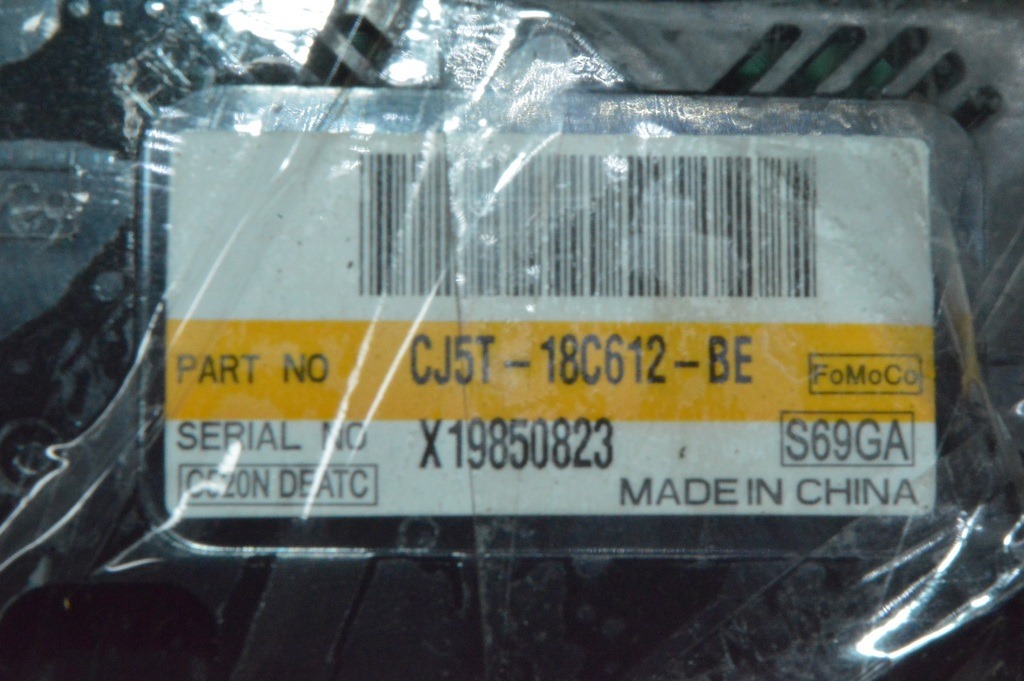 PART NO CJ5T-18C612-BE FoMoCo
SERIAL NO X19850823 S69GA
C520N DEATC
MADE IN CHINA